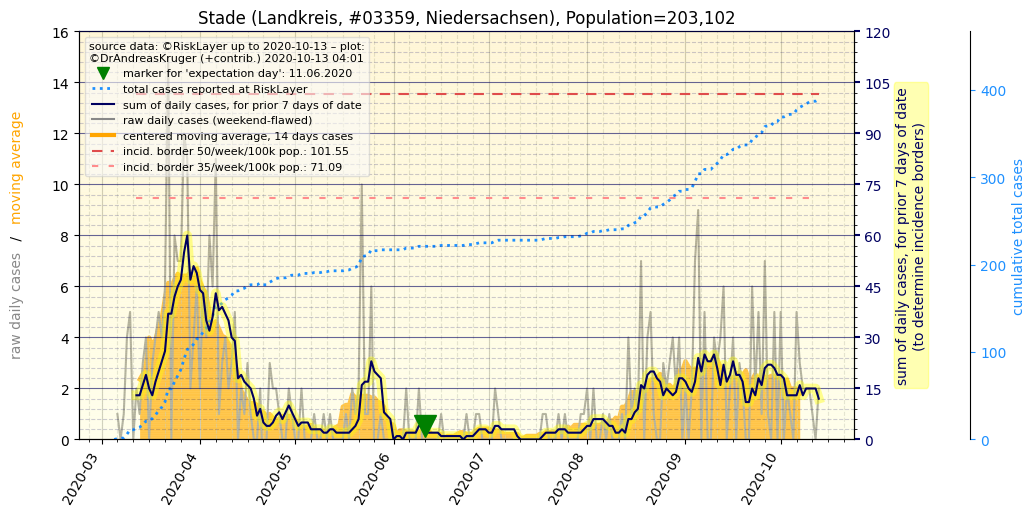 Stade (Landkreis, #03359, Niedersachsen), Population=203,102
source data: ©RiskLayer up to 2020-10-13 – plot:
©DrAndreasKruger (+contrib.) 2020-10-13 04:01
marker for 'expectation day': 11.06.2020
total cases reported at RiskLayer
sum of daily cases, for prior 7 days of date
raw daily cases (weekend-flawed)
centered moving average, 14 days cases
incid. border 50/week/100k pop.: 101.55
incid. border 35/week/100k pop.: 71.09
raw daily cases / moving average
16
14
12
10
8
6
4
2
0
120
105
90
75
60
45
30
15
0
sum of daily cases, for prior 7 days of date
(to determine incidence borders)
400
300
200
100
0
cumulative total cases
2020-03
2020-04
2020-05
2020-06
2020-07
2020-08
2020-09
2020-10